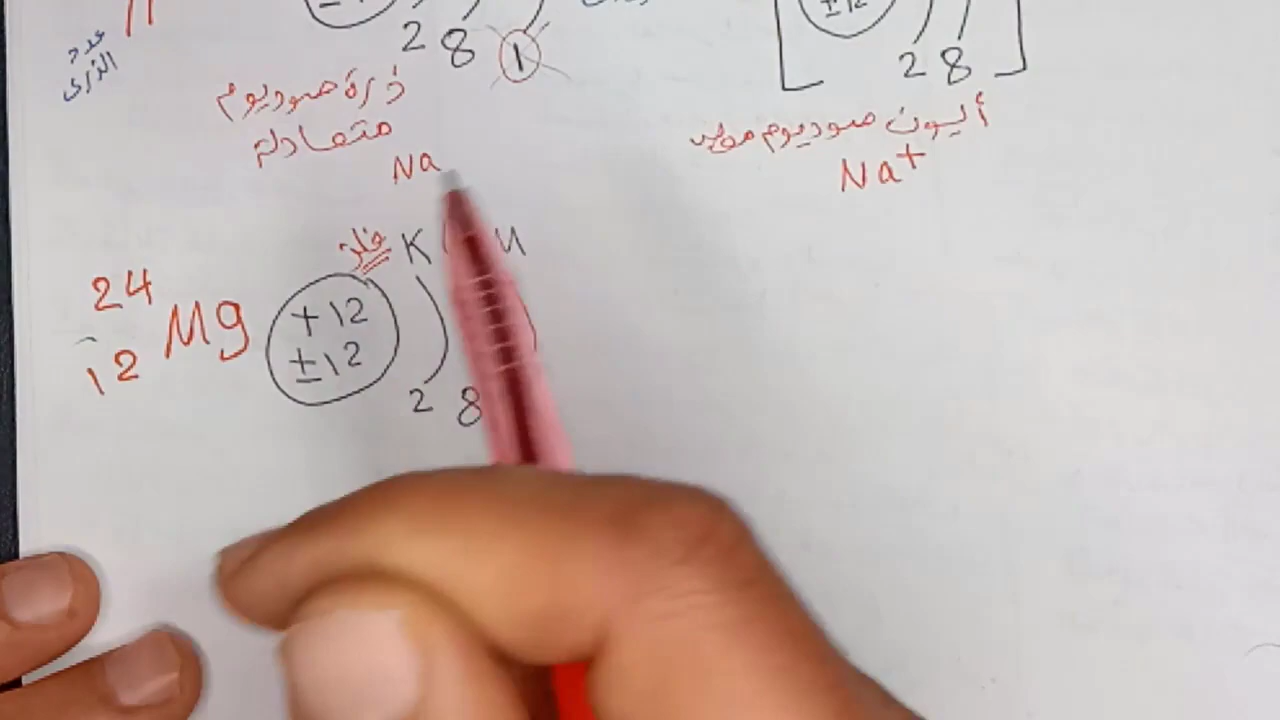 11
عدد
الذرى
2 8 1
ذرة صوديوم
متعادلة
Na
±12
2 8
أيون صوديوم موجب
Na+
فلز
K M
24
12
Mg
+12
±12
2 8